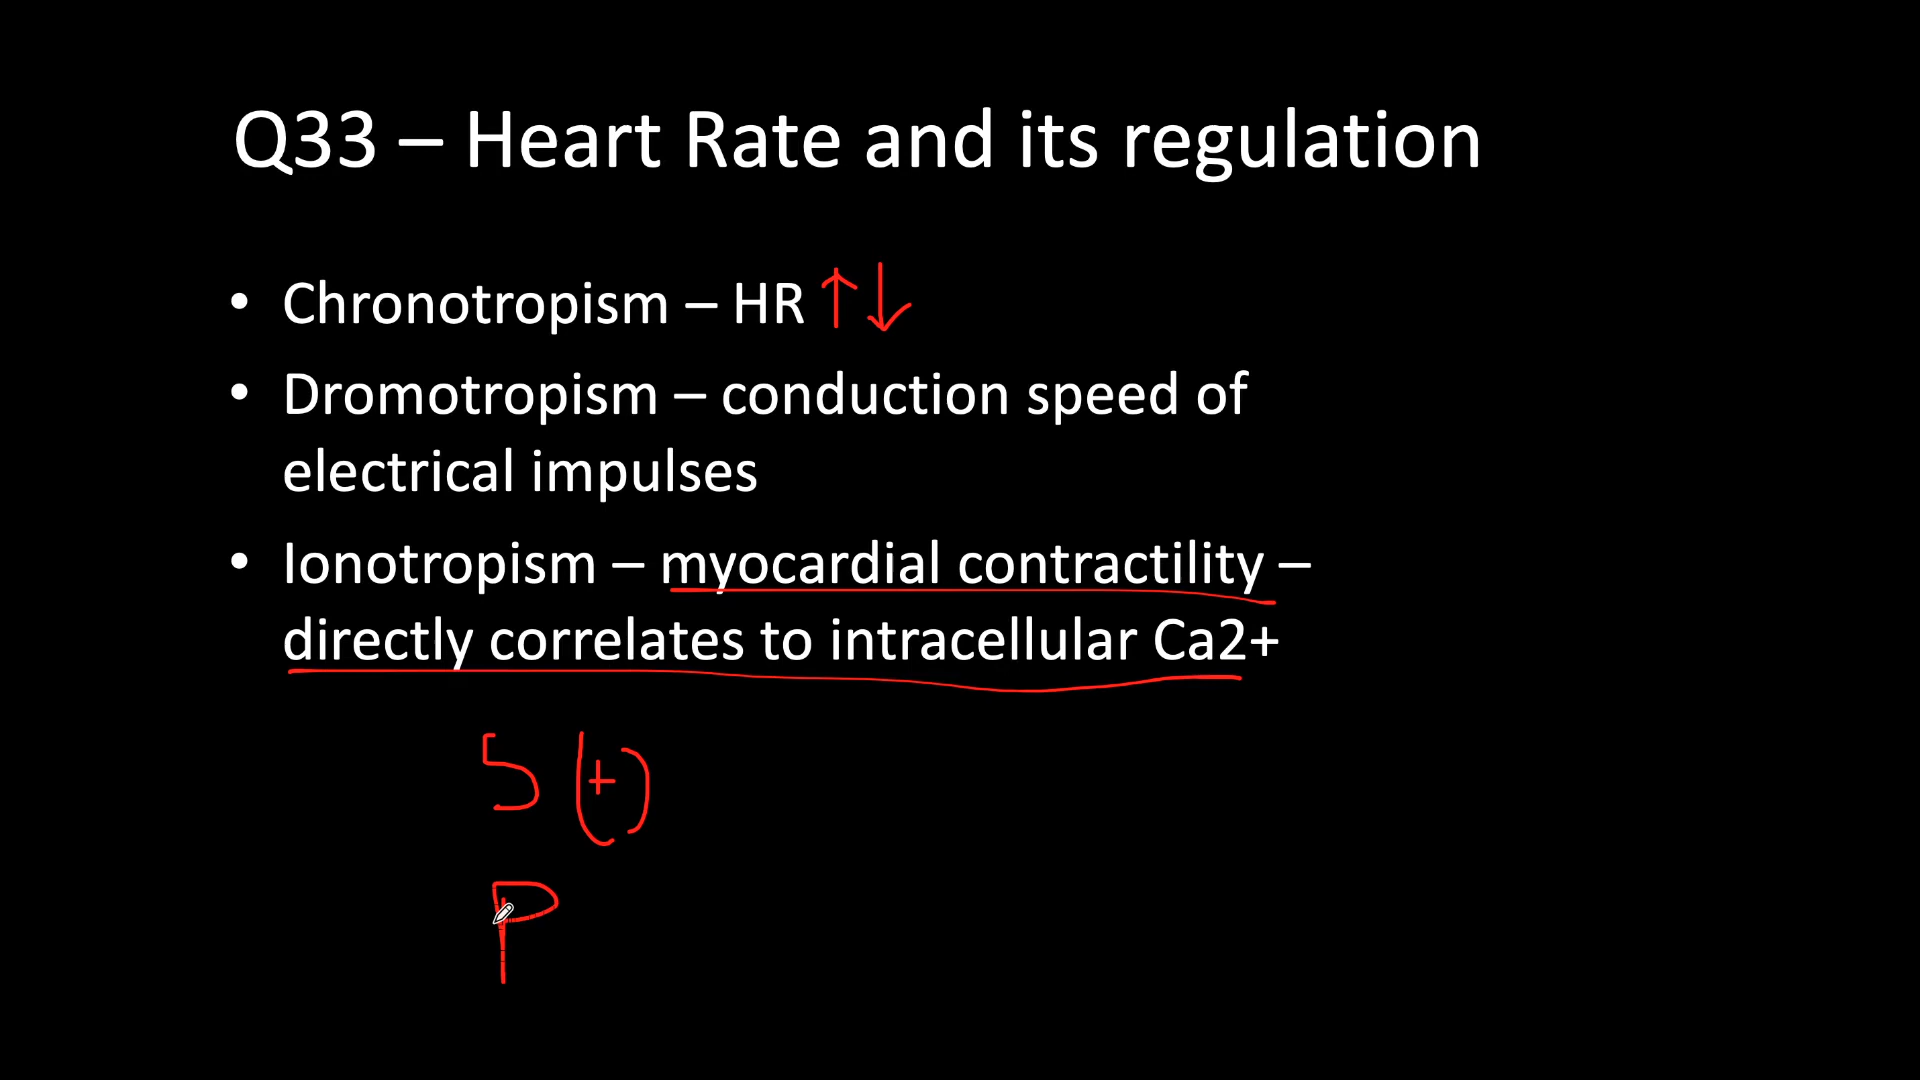 Q33 – Heart Rate and its regulation
• Chronotropism – HR ↑↓
• Dromotropism – conduction speed of
electrical impulses
• Ionotropism – myocardial contractility –
directly correlates to intracellular Ca2+
S (+)
P